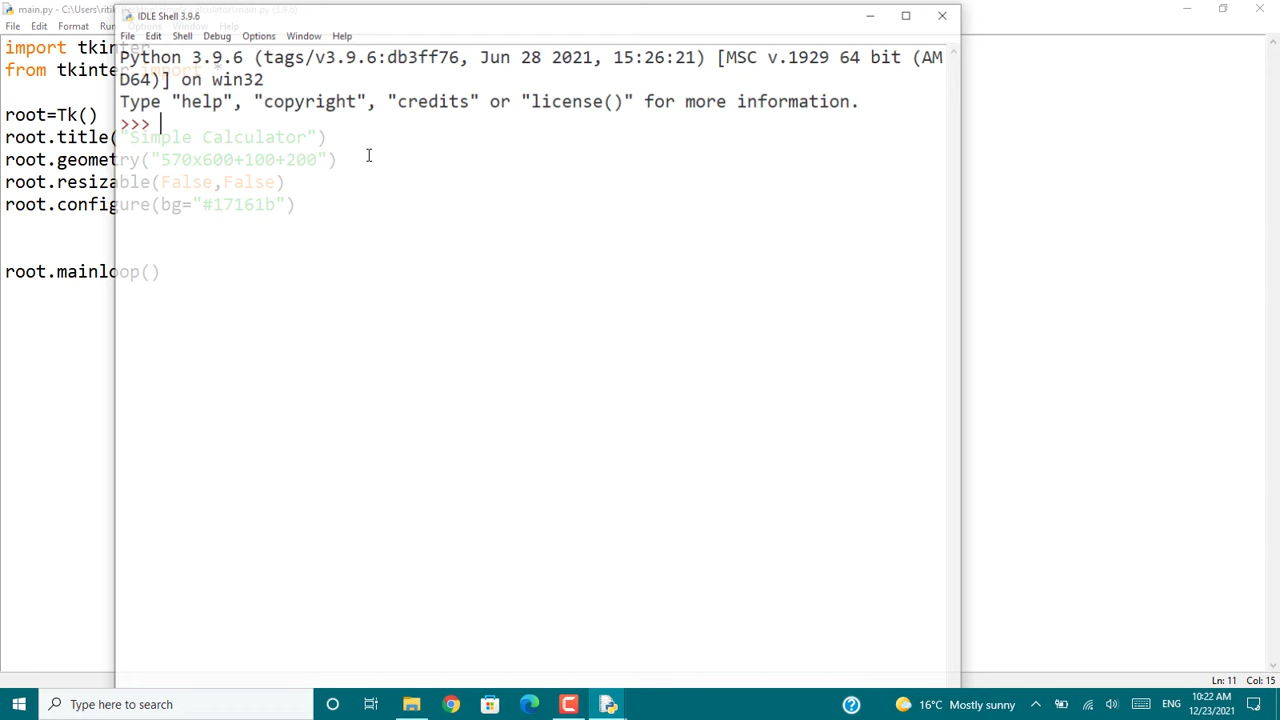 main.py - C:\Users\riti
IDLE Shell 3.9.6
File Edit Format Ru
File Edit Shell Debug Options Window Help
import tkinter
from tkinter import *
root=Tk()
root.title("Simple Calculator")
root.geometry("570x600+100+200")
root.resizable(False,False)
root.configure(bg="#17161b")
root.mainloop()
Python 3.9.6 (tags/v3.9.6:db3ff76, Jun 28 2021, 15:26:21) [MSC v.1929 64 bit (AM
D64)] on win32
Type "help", "copyright", "credits" or "license()" for more information.
>>>
Ln: 11 Col: 15
Type here to search
16°C Mostly sunny
ENG
10:22 AM
12/23/2021